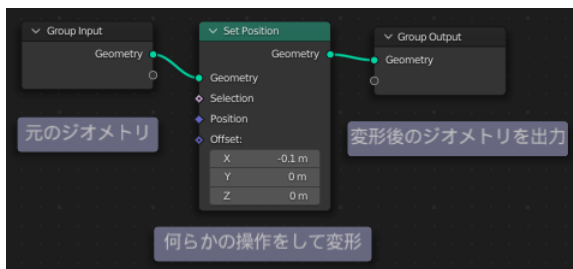 Group Input
Geometry
元のジオメトリ
Set Position
Geometry
Geometry
Selection
Position
Offset:
X -0.1 m
Y 0 m
Z 0 m
何らかの操作をして変形
Group Output
Geometry
変形後のジオメトリを出力